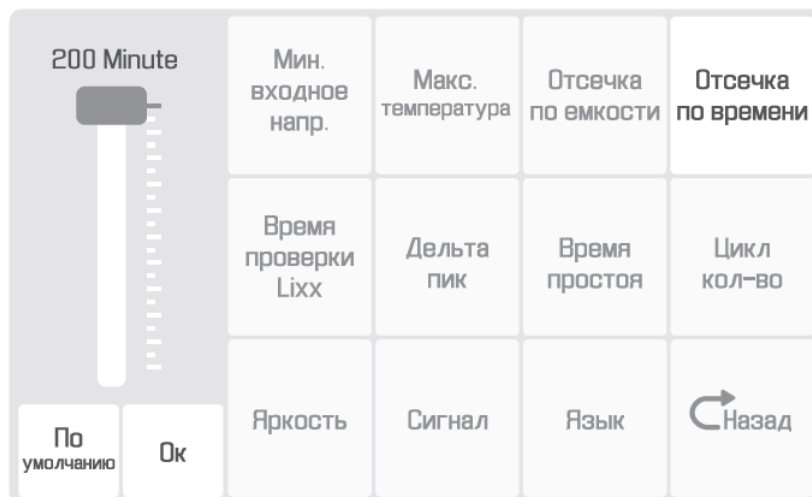 200 Minute
Мин.
входное
напр.
Макс.
температура
Отсечка
по емкости
Отсечка
по времени
Время
проверки
Lixx
Дельта
пик
Время
простоя
Цикл
кол-во
По
умолчанию
Ок
Яркость
Сигнал
Язык
Назад